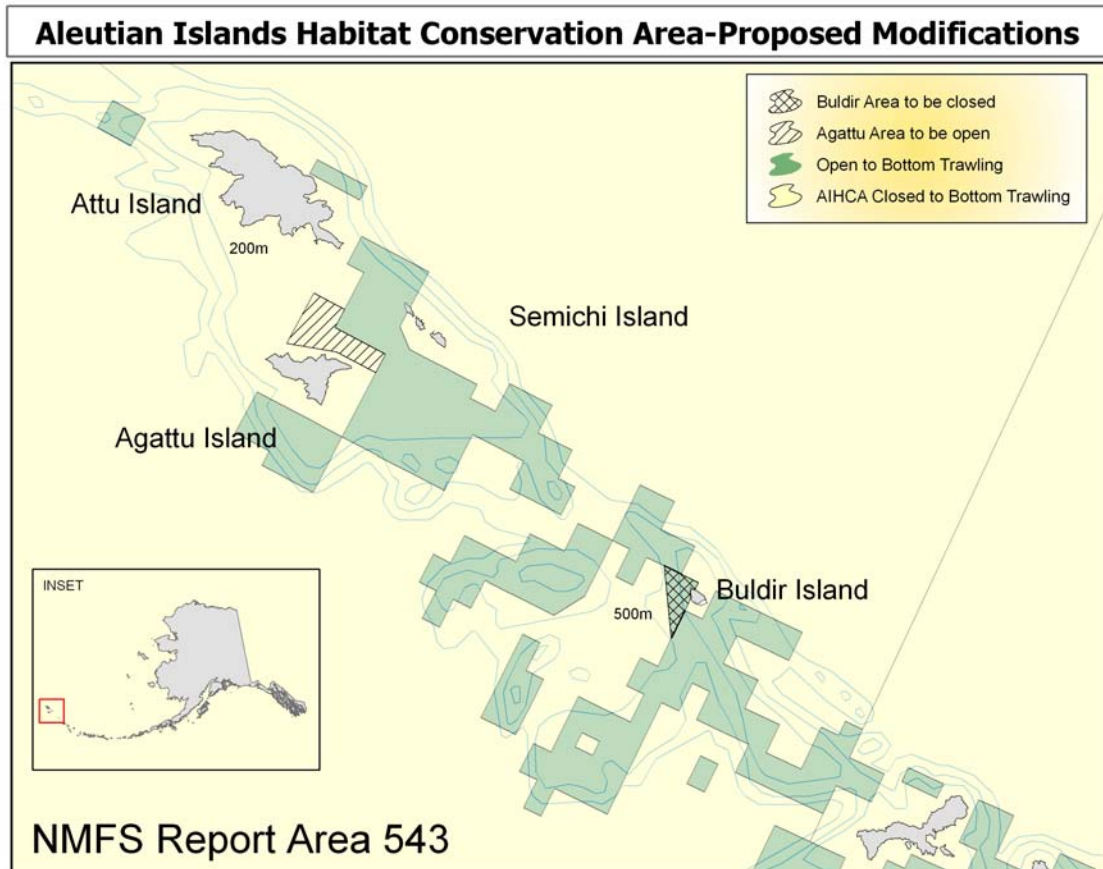 Aleutian Islands Habitat Conservation Area-Proposed Modifications
Buldir Area to be closed
Agattu Area to be open
Open to Bottom Trawling
AIHCA Closed to Bottom Trawling
Attu Island
200m
Semichi Island
Agattu Island
INSET
Buldir Island
500m
NMFS Report Area 543